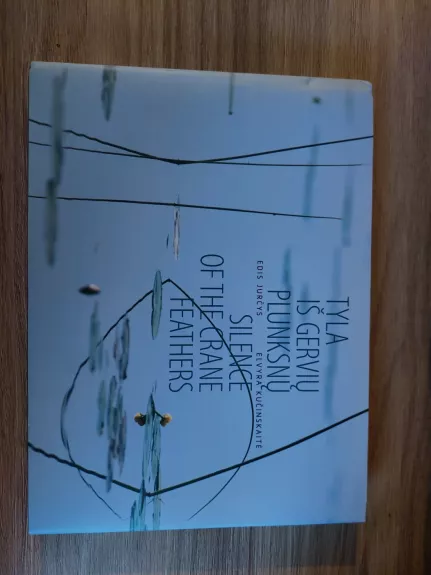 TYLA
IŠ GERVIŲ
PLUNKSNŲ
EDIS JURČYS ELVYRA KUČINSKAITĖ
SILENCE
OF THE CRANE
FEATHERS